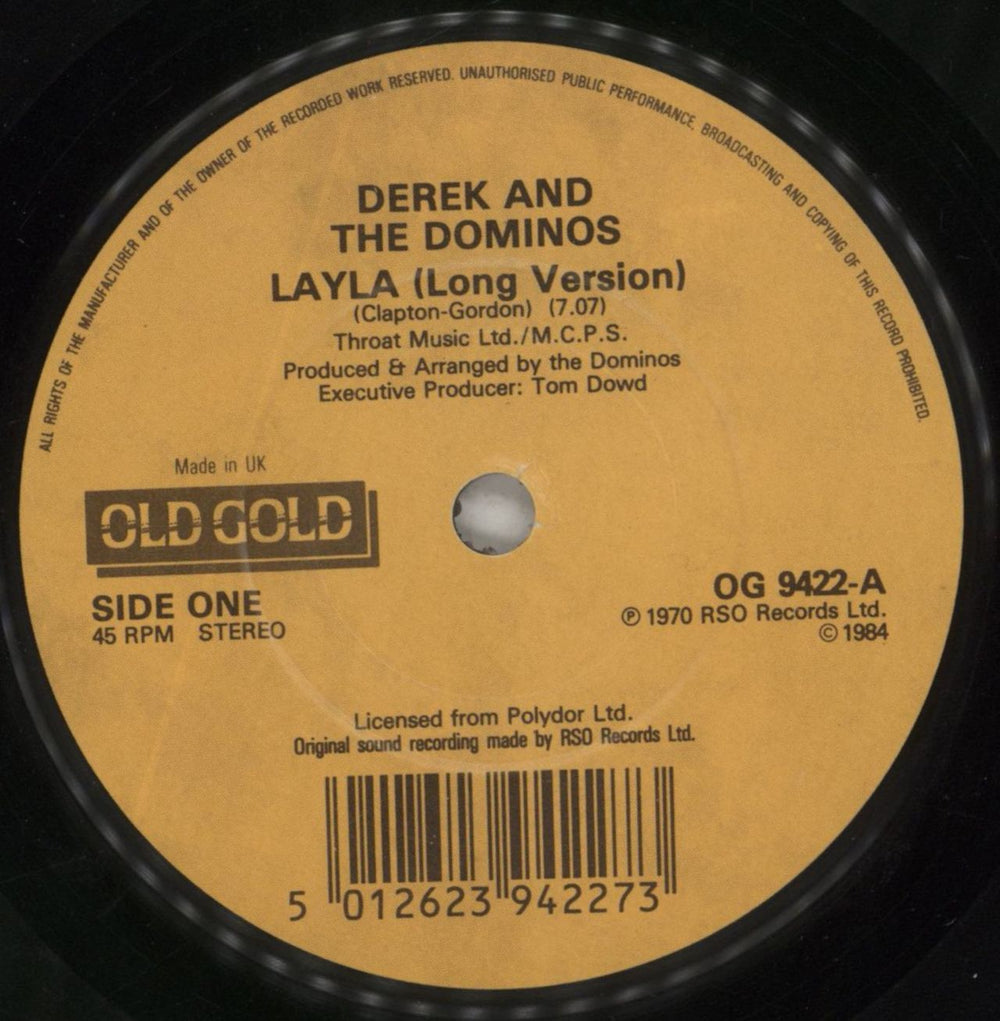 ALL RIGHTS OF THE MANUFACTURER AND OF THE OWNER OF THE RECORDED WORK RESERVED. UNAUTHORISED PUBLIC PERFORMANCE, BROADCASTING AND COPYING OF THIS RECORD PROHIBITED.
DEREK AND
THE DOMINOS
LAYLA (Long Version)
(Clapton-Gordon) (7.07)
Throat Music Ltd./M.C.P.S.
Produced & Arranged by the Dominos
Executive Producer: Tom Dowd
Made in UK
OLD GOLD
SIDE ONE
45 RPM STEREO
OG 9422-A
℗ 1970 RSO Records Ltd.
© 1984
Licensed from Polydor Ltd.
Original sound recording made by RSO Records Ltd.
5 012623 942273